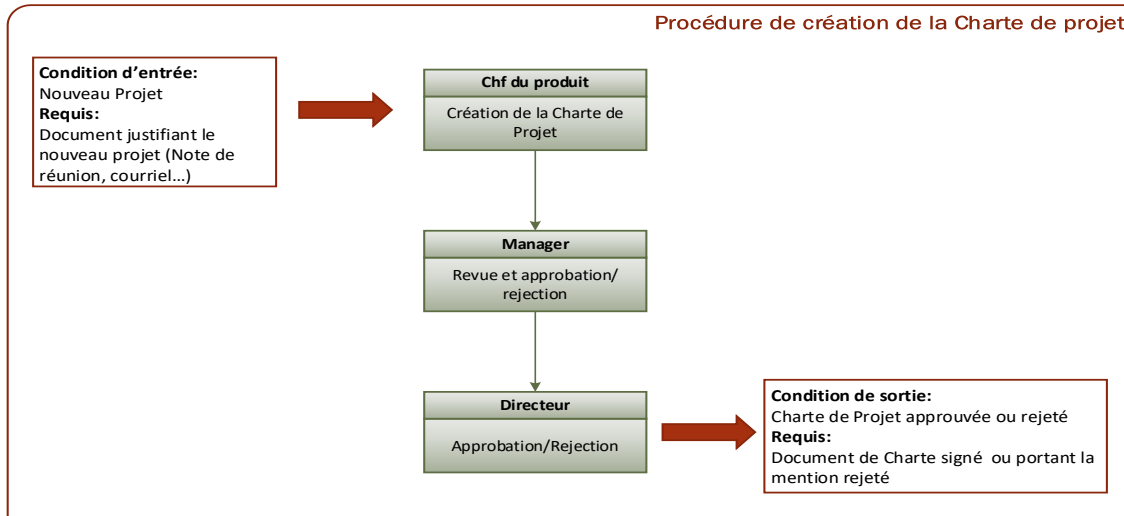 Procédure de création de la Charte de projet
Condition d'entrée:
Nouveau Projet
Requis:
Document justifiant le
nouveau projet (Note de
réunion, courriel…)
Chf du produit
Création de la Charte de
Projet
Manager
Revue et approbation/
rejection
Directeur
Approbation/Rejection
Condition de sortie:
Charte de Projet approuvée ou rejeté
Requis:
Document de Charte signé  ou portant la
mention rejeté